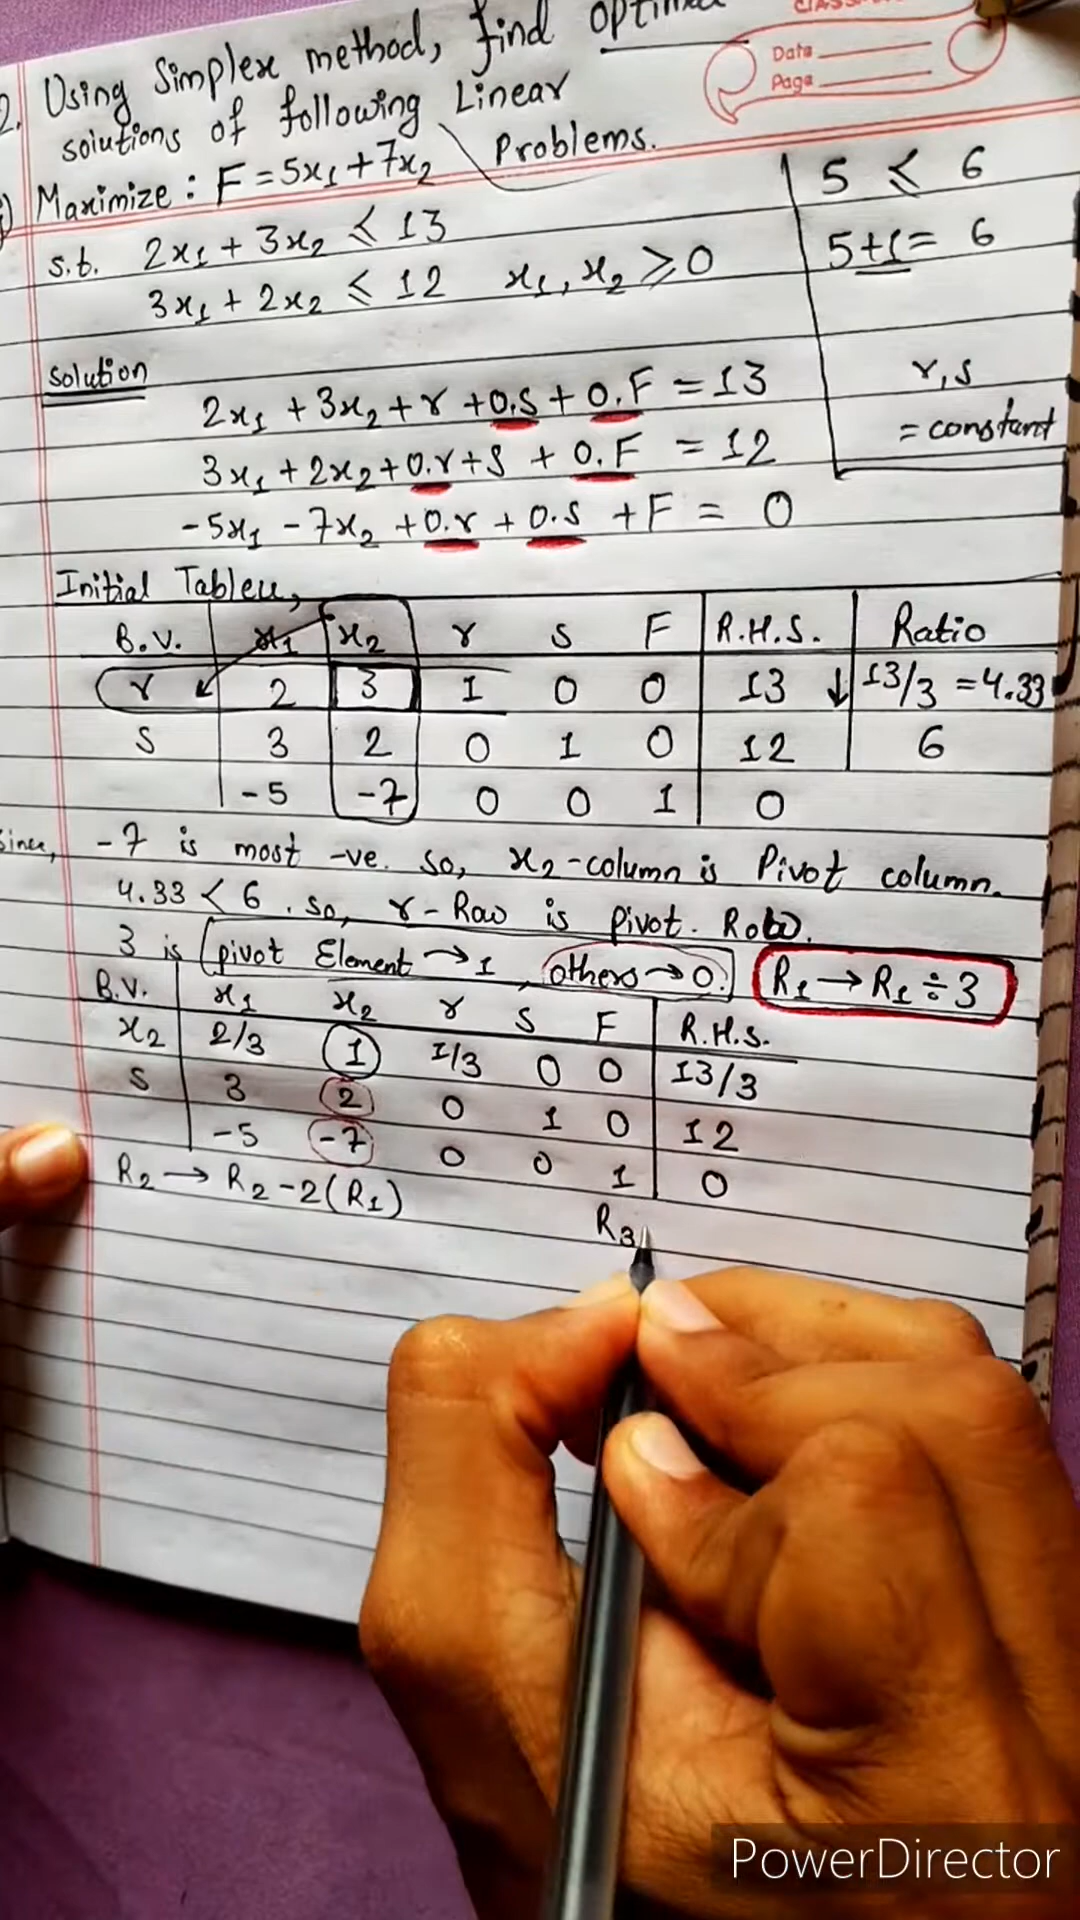 2. Using Simplex method, find
solutions of following Linear
Problems.
Maximize : F = 5x₁ + 7x₂
s.t. 2x₁ + 3x₂ ≤ 13
3x₁ + 2x₂ ≤ 12 x₁, x₂ ≥ 0
Date
Page
5 ≤ 6
5+1 = 6
r, s
= constant
Solution
2x₁ + 3x₂ + r + 0.s + 0.F = 13
3x₁ + 2x₂ + 0.r + s + 0.F = 12
-5x₁ - 7x₂ + 0.r + 0.s + F = 0
Initial Tableu,
B.V. x₁ x₂ r s F R.H.S. Ratio
r 2 3 1 0 0 13 ↓ 13/3 = 4.33
s 3 2 0 1 0 12 6
-5 -7 0 0 1 0
Since, -7 is most -ve. so, x₂-column is Pivot column.
4.33 < 6 . so, r - Row is pivot. Row.
3 is pivot Element → 1, others → 0. R₁ → R₁ ÷ 3
B.V. x₁ x₂ r s F R.H.S.
x₂ 2/3 1 1/3 0 0 13/3
s 3 2 0 1 0 12
-5 -7 0 0 1 0
R₂ → R₂ - 2(R₁) R₃
PowerDirector